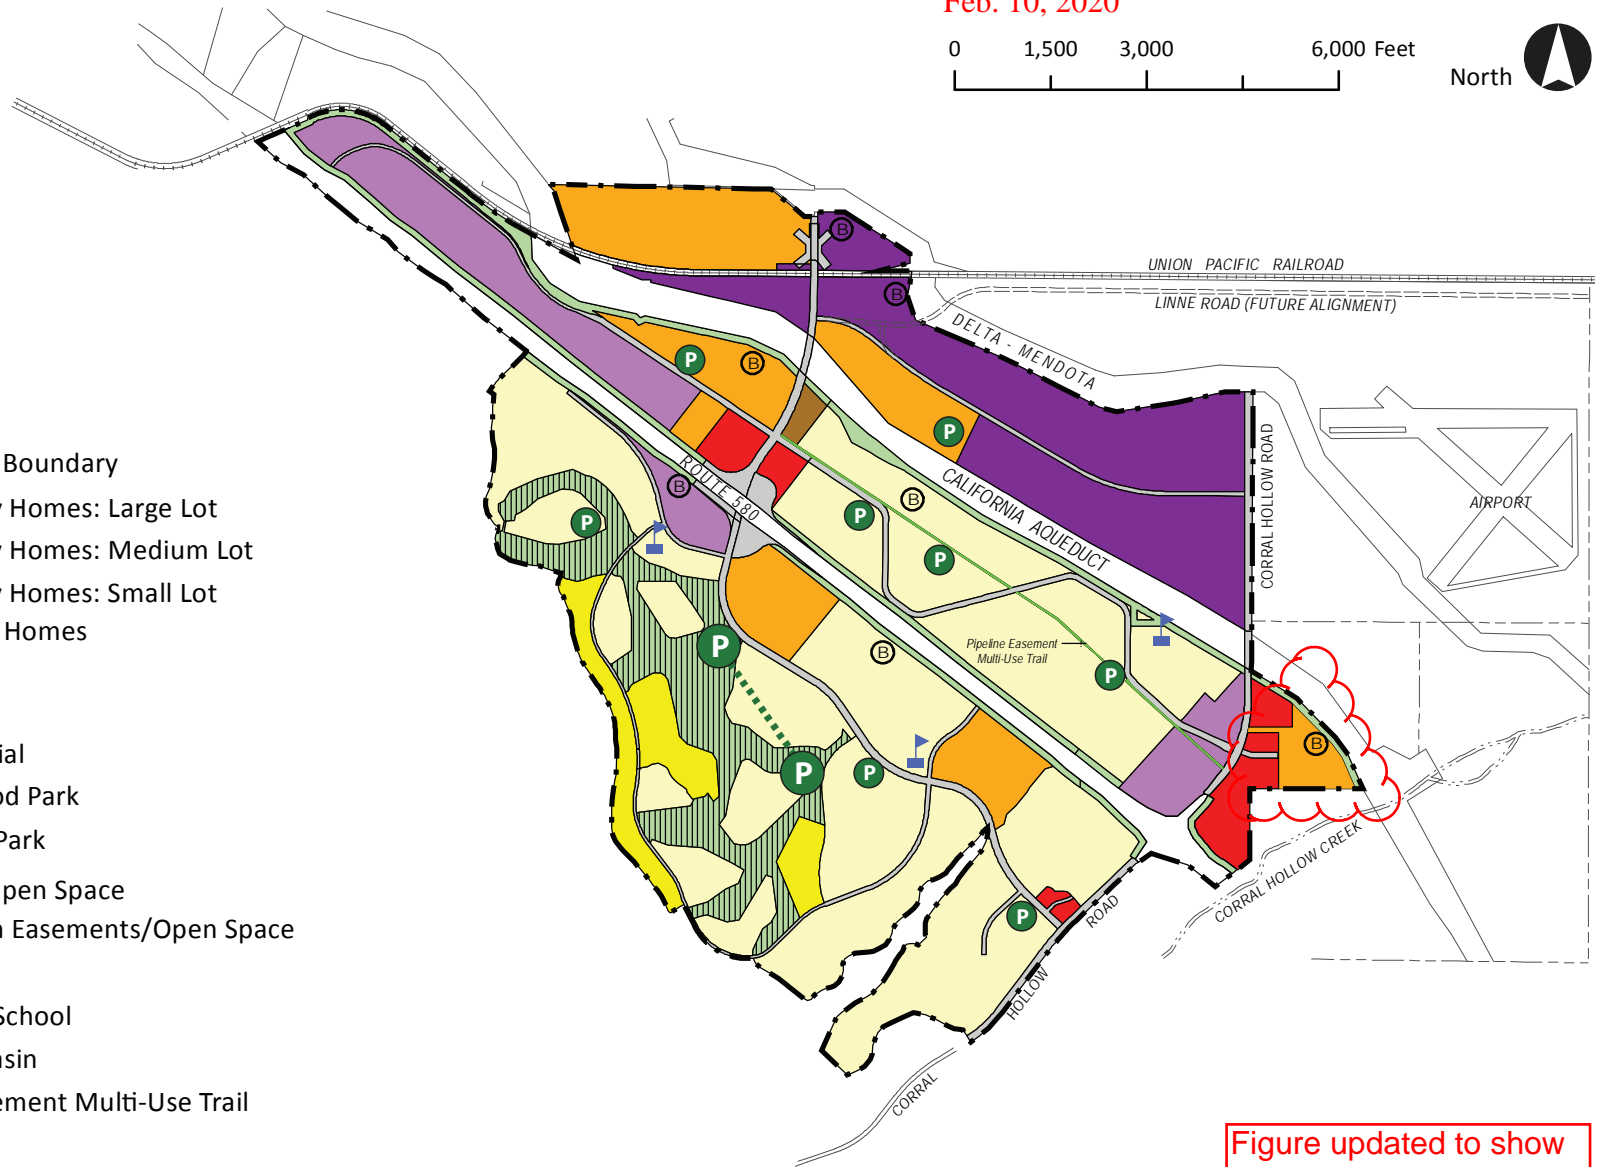 Feb. 10, 2020
0 1,500 3,000 6,000 Feet
North
UNION PACIFIC RAILROAD
LINNE ROAD (FUTURE ALIGNMENT)
DELTA - MENDOTA
B
B
P
B
P
CORRAL HOLLOW ROAD
AIRPORT
ROUTE 580
CALIFORNIA AQUEDUCT
B
B
P
P
P
Pipeline Easement
Multi-Use Trail
P
B
P
P
P
B
P
CORRAL HOLLOW CREEK
CORRAL HOLLOW ROAD
Boundary
Homes: Large Lot
Homes: Medium Lot
Homes: Small Lot
Homes
ial
od Park
Park
pen Space
n Easements/Open Space
School
asin
ement Multi-Use Trail
Figure updated to show